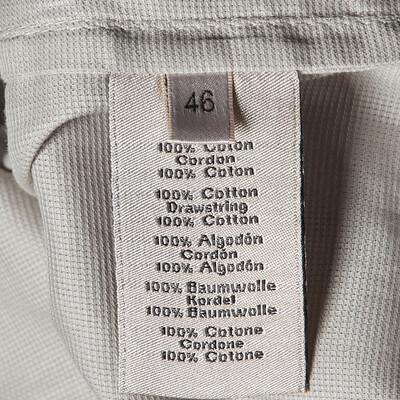 46
100% Coton
Cordon
100% Coton
100% Cotton
Drawstring
100% Cotton
100% Algodón
Cordón
100% Algodón
100% Baumwolle
Kordel
100% Baumwolle
100% Cotone
Cordone
100% Cotone